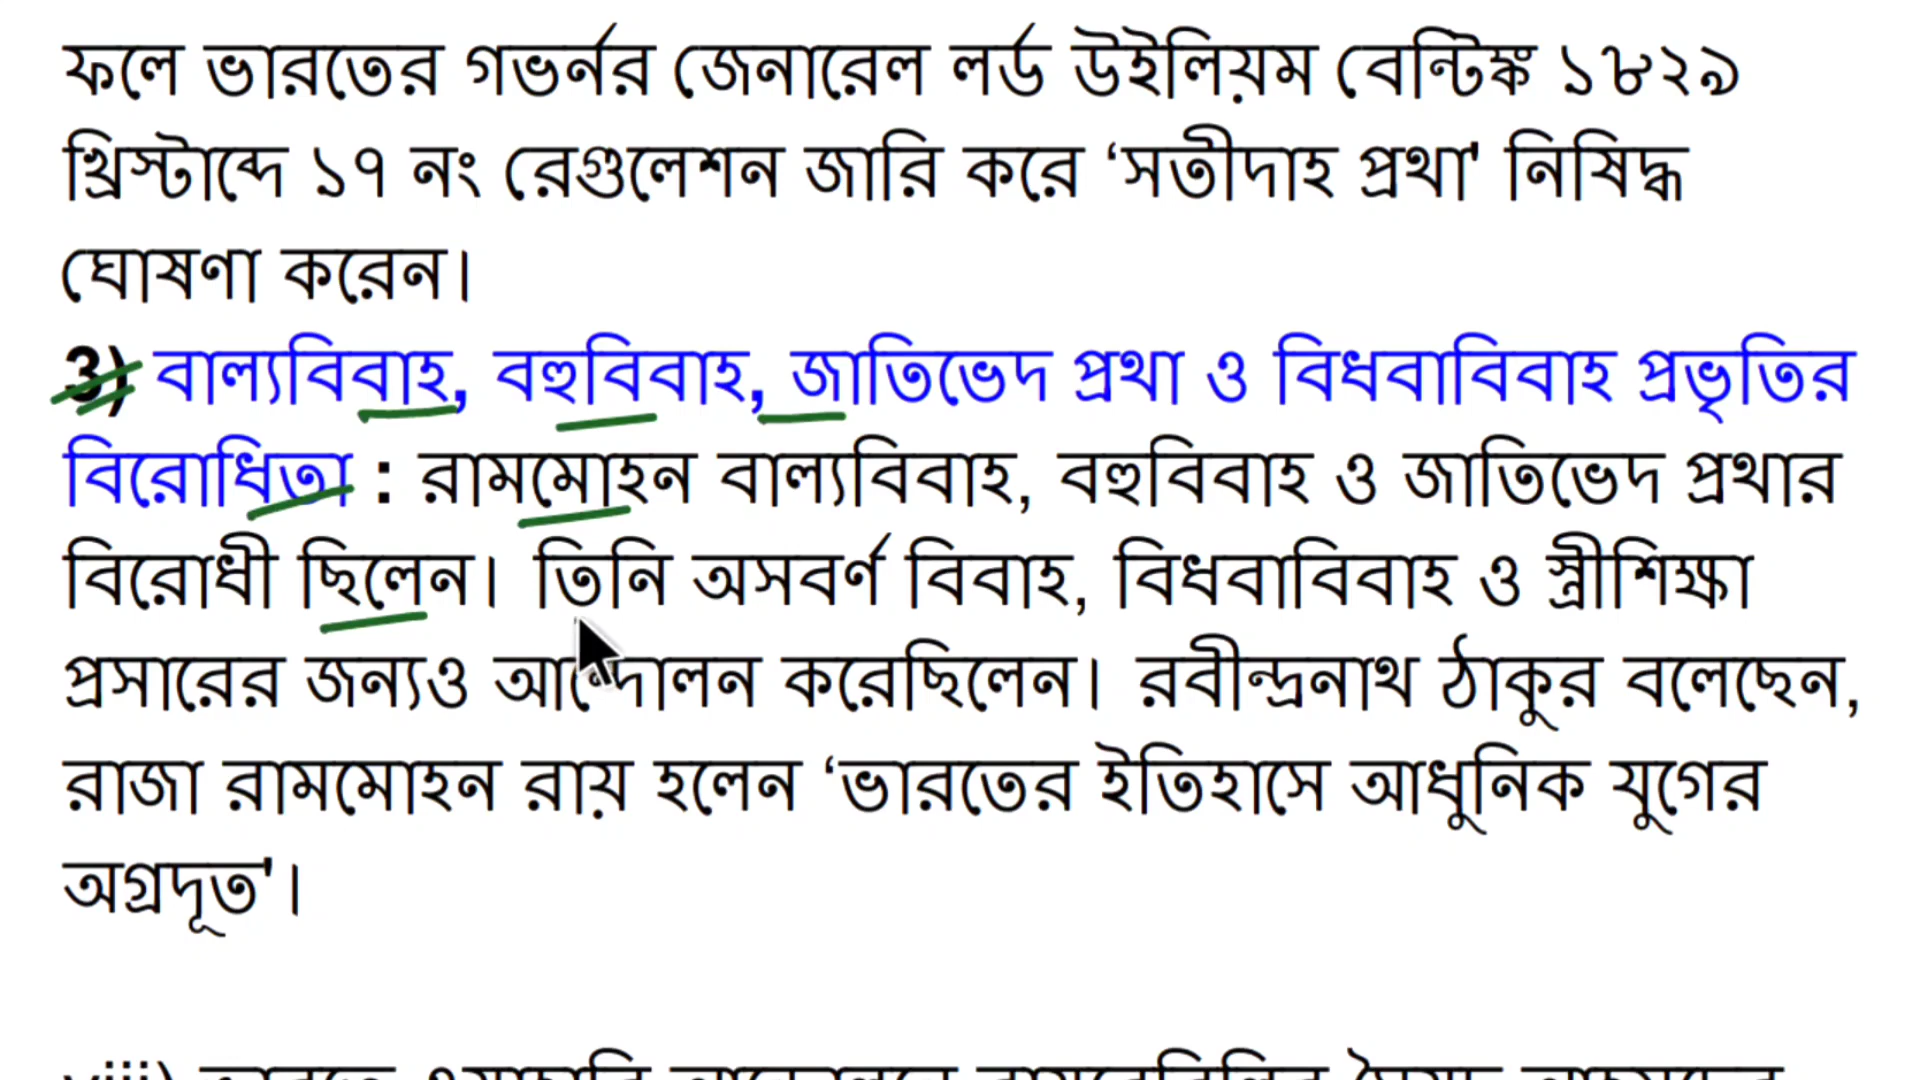 ফলে ভারতের গভর্নর জেনারেল লর্ড উইলিয়ম বেন্টিঙ্ক ১৮২৯
খ্রিস্টাব্দে ১৭ নং রেগুলেশন জারি করে ‘সতীদাহ প্রথা' নিষিদ্ধ
ঘোষণা করেন।
3) বাল্যবিবাহ, বহুবিবাহ, জাতিভেদ প্রথা ও বিধবাবিবাহ প্রভৃতির
বিরোধিতা : রামমোহন বাল্যবিবাহ, বহুবিবাহ ও জাতিভেদ প্রথার
বিরোধী ছিলেন। তিনি অসবর্ণ বিবাহ, বিধবাবিবাহ ও স্ত্রীশিক্ষা
প্রসারের জন্যও আন্দোলন করেছিলেন। রবীন্দ্রনাথ ঠাকুর বলেছেন,
রাজা রামমোহন রায় হলেন ‘ভারতের ইতিহাসে আধুনিক যুগের
অগ্রদূত'।
viii)